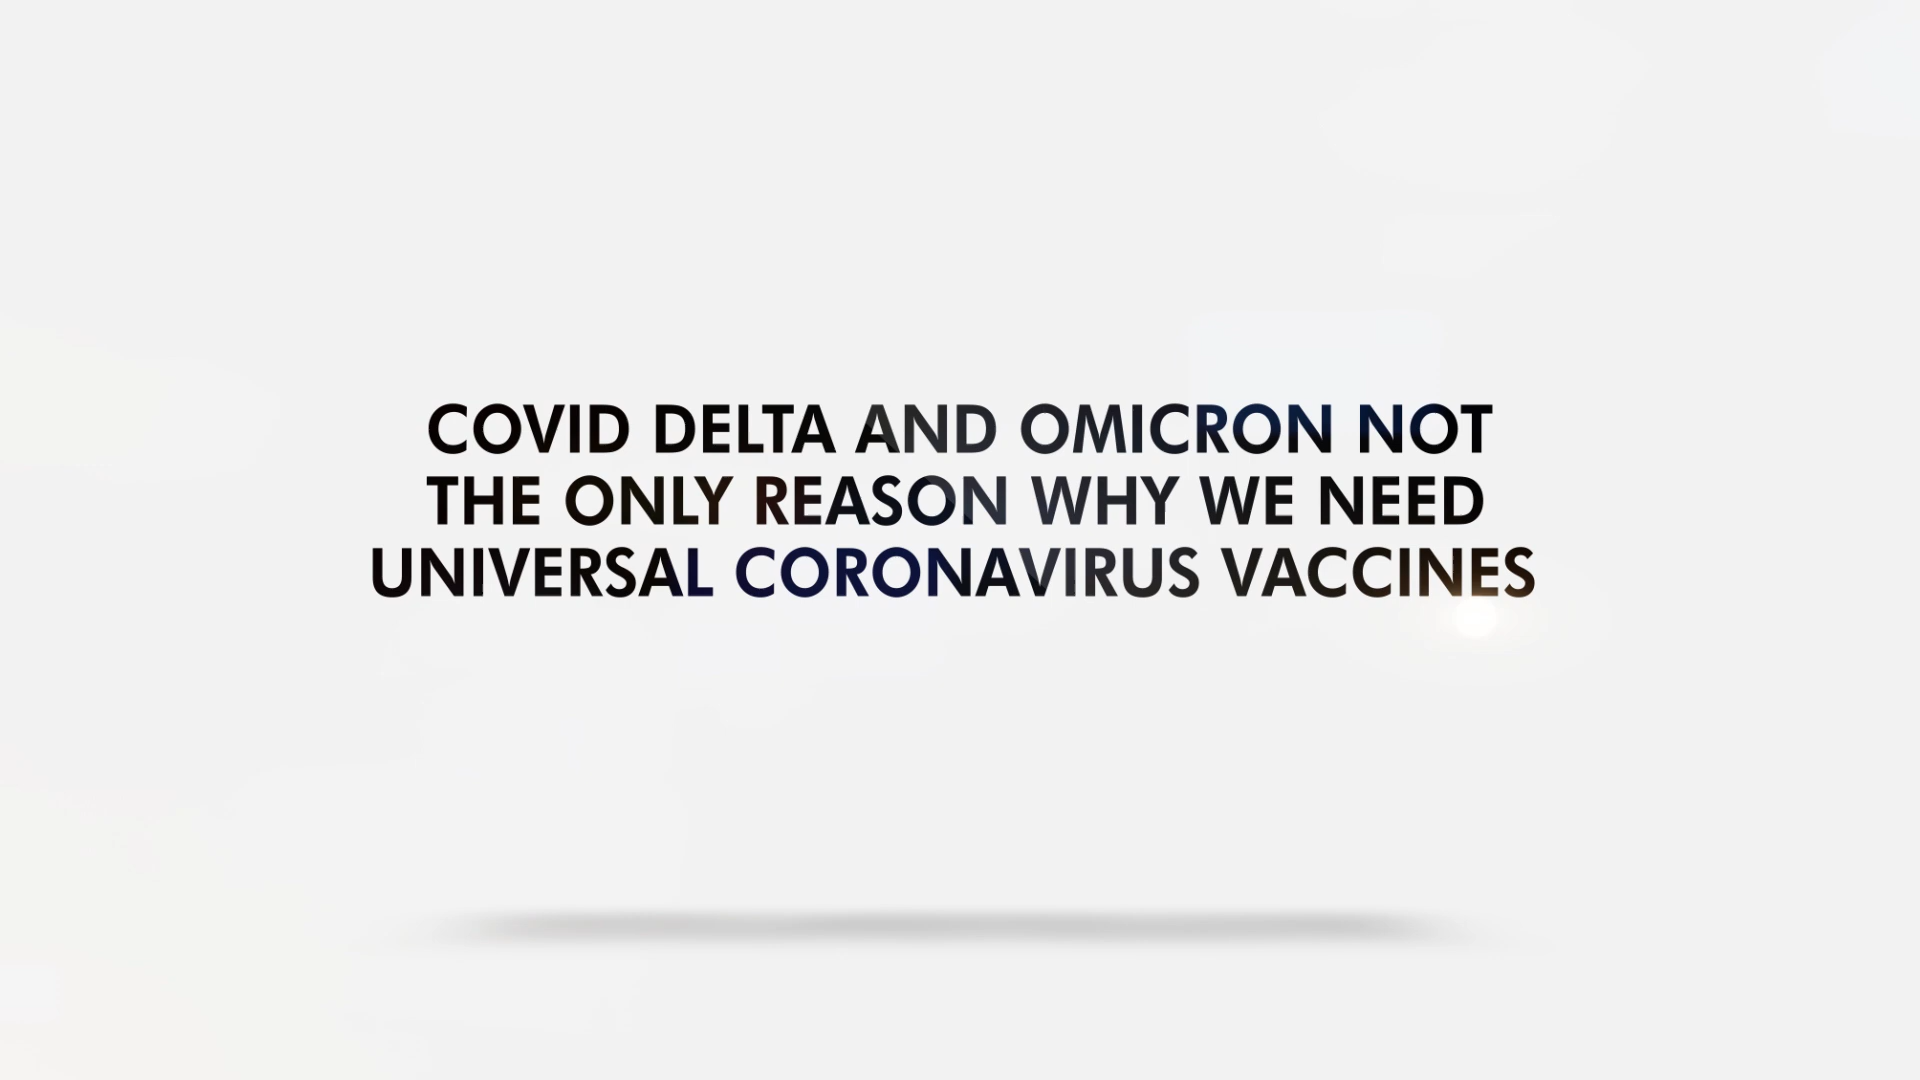 COVID DELTA AND OMICRON NOT
THE ONLY REASON WHY WE NEED
UNIVERSAL CORONAVIRUS VACCINES